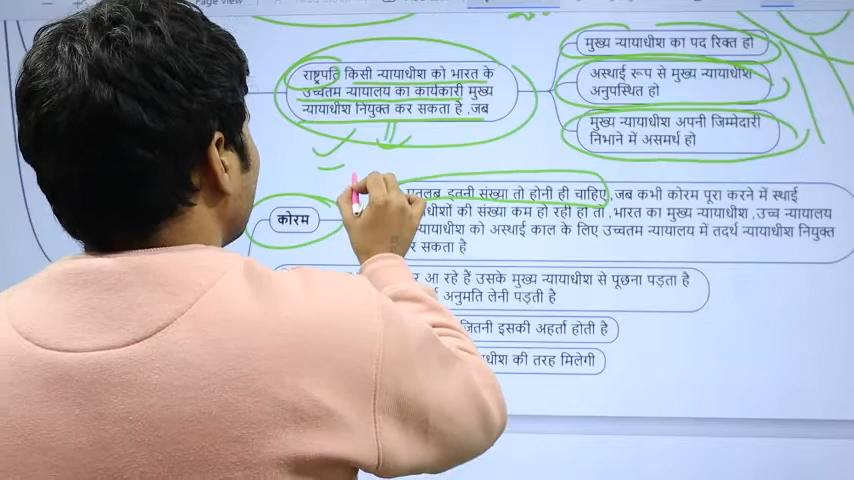 Page view
राष्ट्रपति किसी न्यायाधीश को भारत के
उच्चतम न्यायालय का कार्यकारी मुख्य
न्यायाधीश नियुक्त कर सकता है ,जब
मुख्य न्यायाधीश का पद रिक्त हो
अस्थाई रूप से मुख्य न्यायाधीश
अनुपस्थित हो
मुख्य न्यायाधीश अपनी जिम्मेदारी
निभाने में असमर्थ हो
कोरम
मतलब इतनी संख्या तो होनी ही चाहिए ,जब कभी कोरम पूरा करने में स्थाई
की संख्या कम हो रही हो तो ,भारत का मुख्य न्यायाधीश ,उच्च न्यायालय
को अस्थाई काल के लिए उच्चतम न्यायालय में तदर्थ न्यायाधीश नियुक्त
सकता है
आ रहे हैं उसके मुख्य न्यायाधीश से पूछना पड़ता है
अनुमति लेनी पड़ती है
जितनी इसकी अहर्ता होती है
की तरह मिलेगी